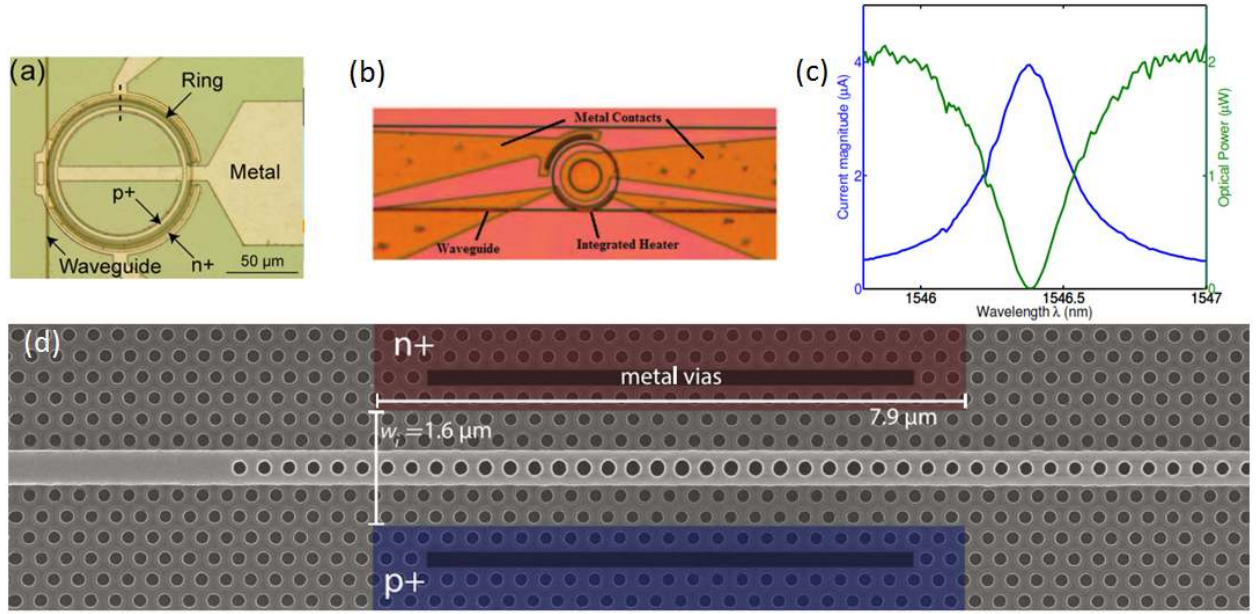 (a)
Ring
Metal
p+
Waveguide
n+
50 µm
(b)
Metal Contacts
Waveguide
Integrated Heater
(c)
Current magnitude (µA)
4
2
0
1546
1546.5
1547
Wavelength λ (nm)
2
1
0
Optical Power (µW)
(d)
n+
metal vias
7.9 µm
wi =1.6 µm
p+